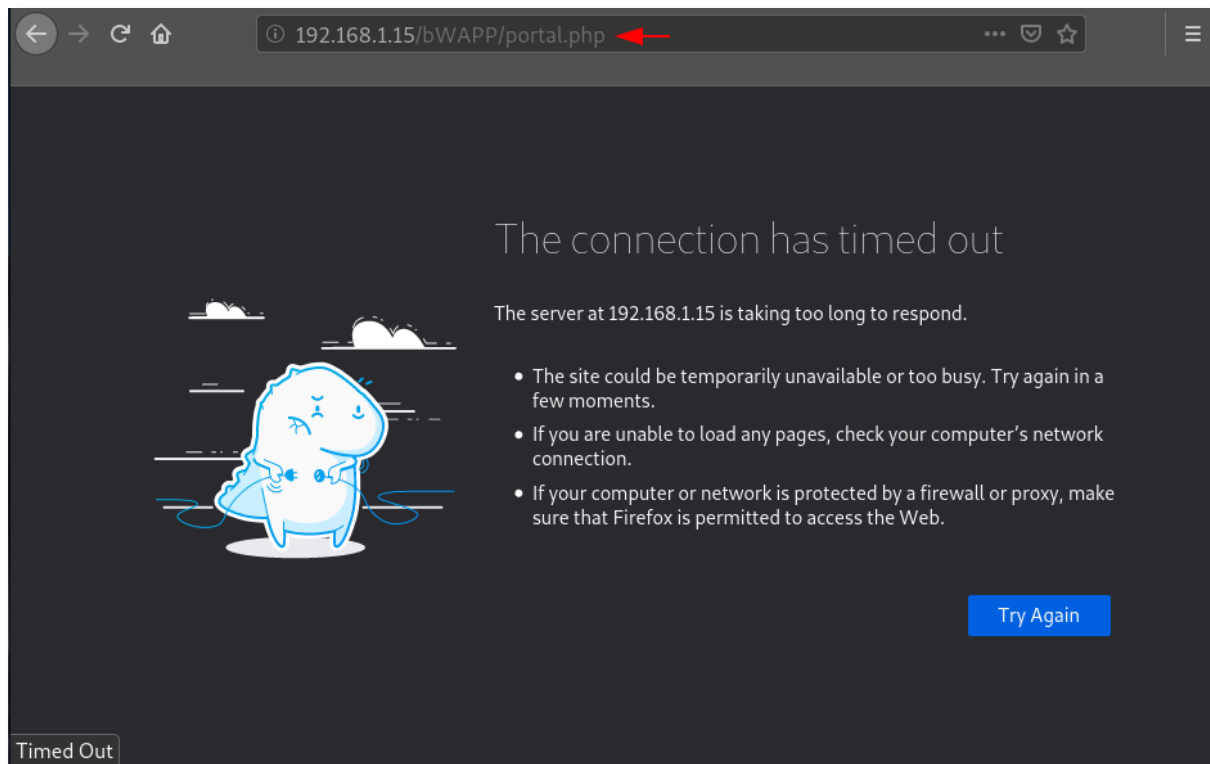 192.168.1.15/bWAPP/portal.php
The connection has timed out
The server at 192.168.1.15 is taking too long to respond.
• The site could be temporarily unavailable or too busy. Try again in a
few moments.
• If you are unable to load any pages, check your computer’s network
connection.
• If your computer or network is protected by a firewall or proxy, make
sure that Firefox is permitted to access the Web.
Try Again
Timed Out